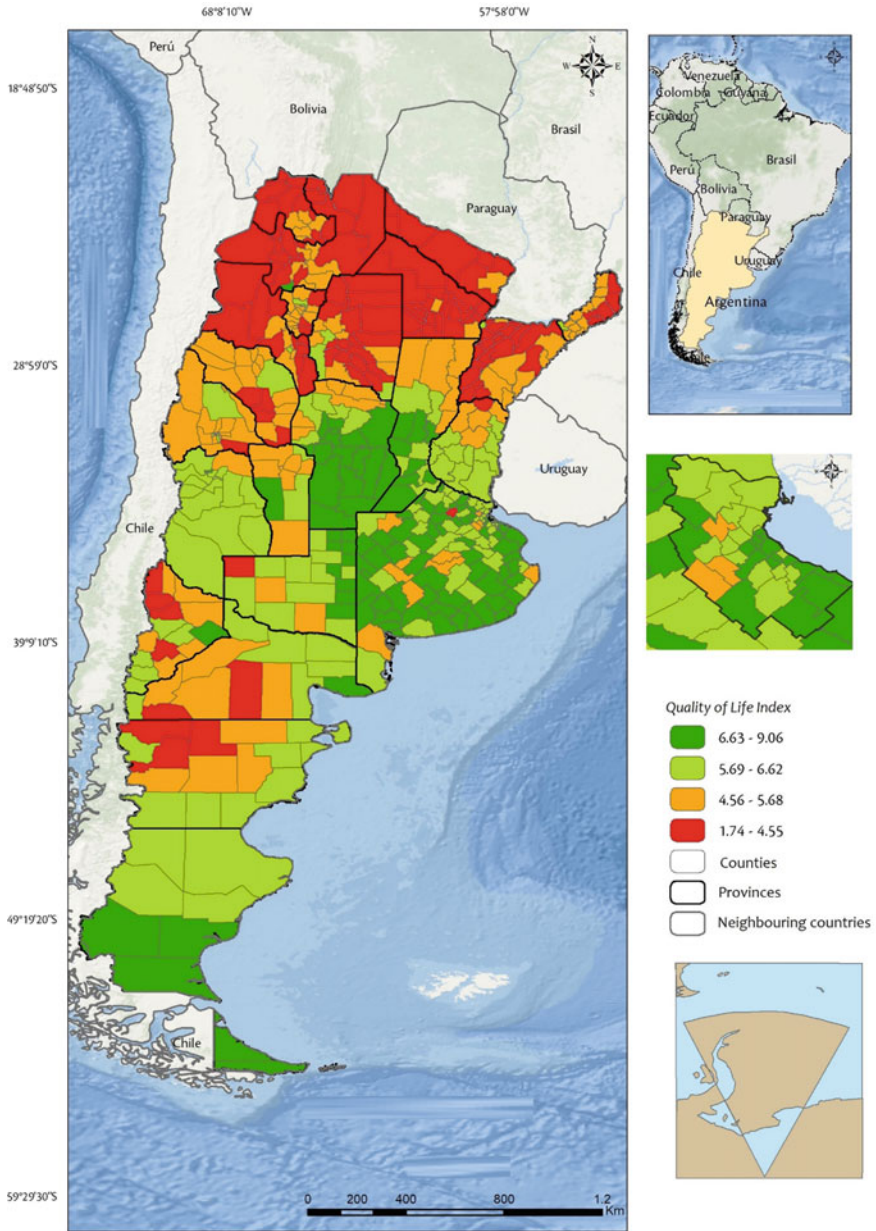 68°8'10"W
57°58'0"W
18°48'50"S
28°59'0"S
39°9'10"S
49°19'20"S
59°29'30"S
Perú
Bolivia
Brasil
Paraguay
Uruguay
Chile
Chile
N
W E
S
0 200 400 800 1.2
Km
Venezuela
Colombia
Guyana
Ecuador
Perú
Brasil
Bolivia
Paraguay
Uruguay
Chile
Argentina
Chile
Quality of Life Index
6.63 - 9.06
5.69 - 6.62
4.56 - 5.68
1.74 - 4.55
Counties
Provinces
Neighbouring countries